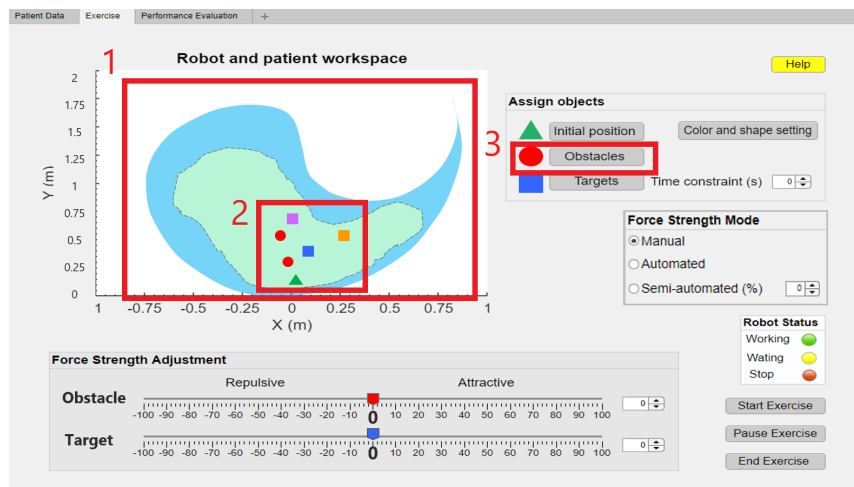 Patient Data Exercise Performance Evaluation +
1
Robot and patient workspace
Help
2
1.75
1.5
1.25
1
0.75
0.5
0.25
0
Y (m)
1 -0.75 -0.5 -0.25 0 0.25 0.5 0.75 1
X (m)
2
3
Assign objects
Initial position Color and shape setting
Obstacles
Targets Time constraint (s) 0
Force Strength Mode
Manual
Automated
Semi-automated (%) 0
Robot Status
Working
Wating
Stop
Force Strength Adjustment
Repulsive Attractive
Obstacle 0
-100 -90 -80 -70 -60 -50 -40 -30 -20 -10 0 10 20 30 40 50 60 70 80 90 100
Target 0
-100 -90 -80 -70 -60 -50 -40 -30 -20 -10 0 10 20 30 40 50 60 70 80 90 100
Start Exercise
Pause Exercise
End Exercise